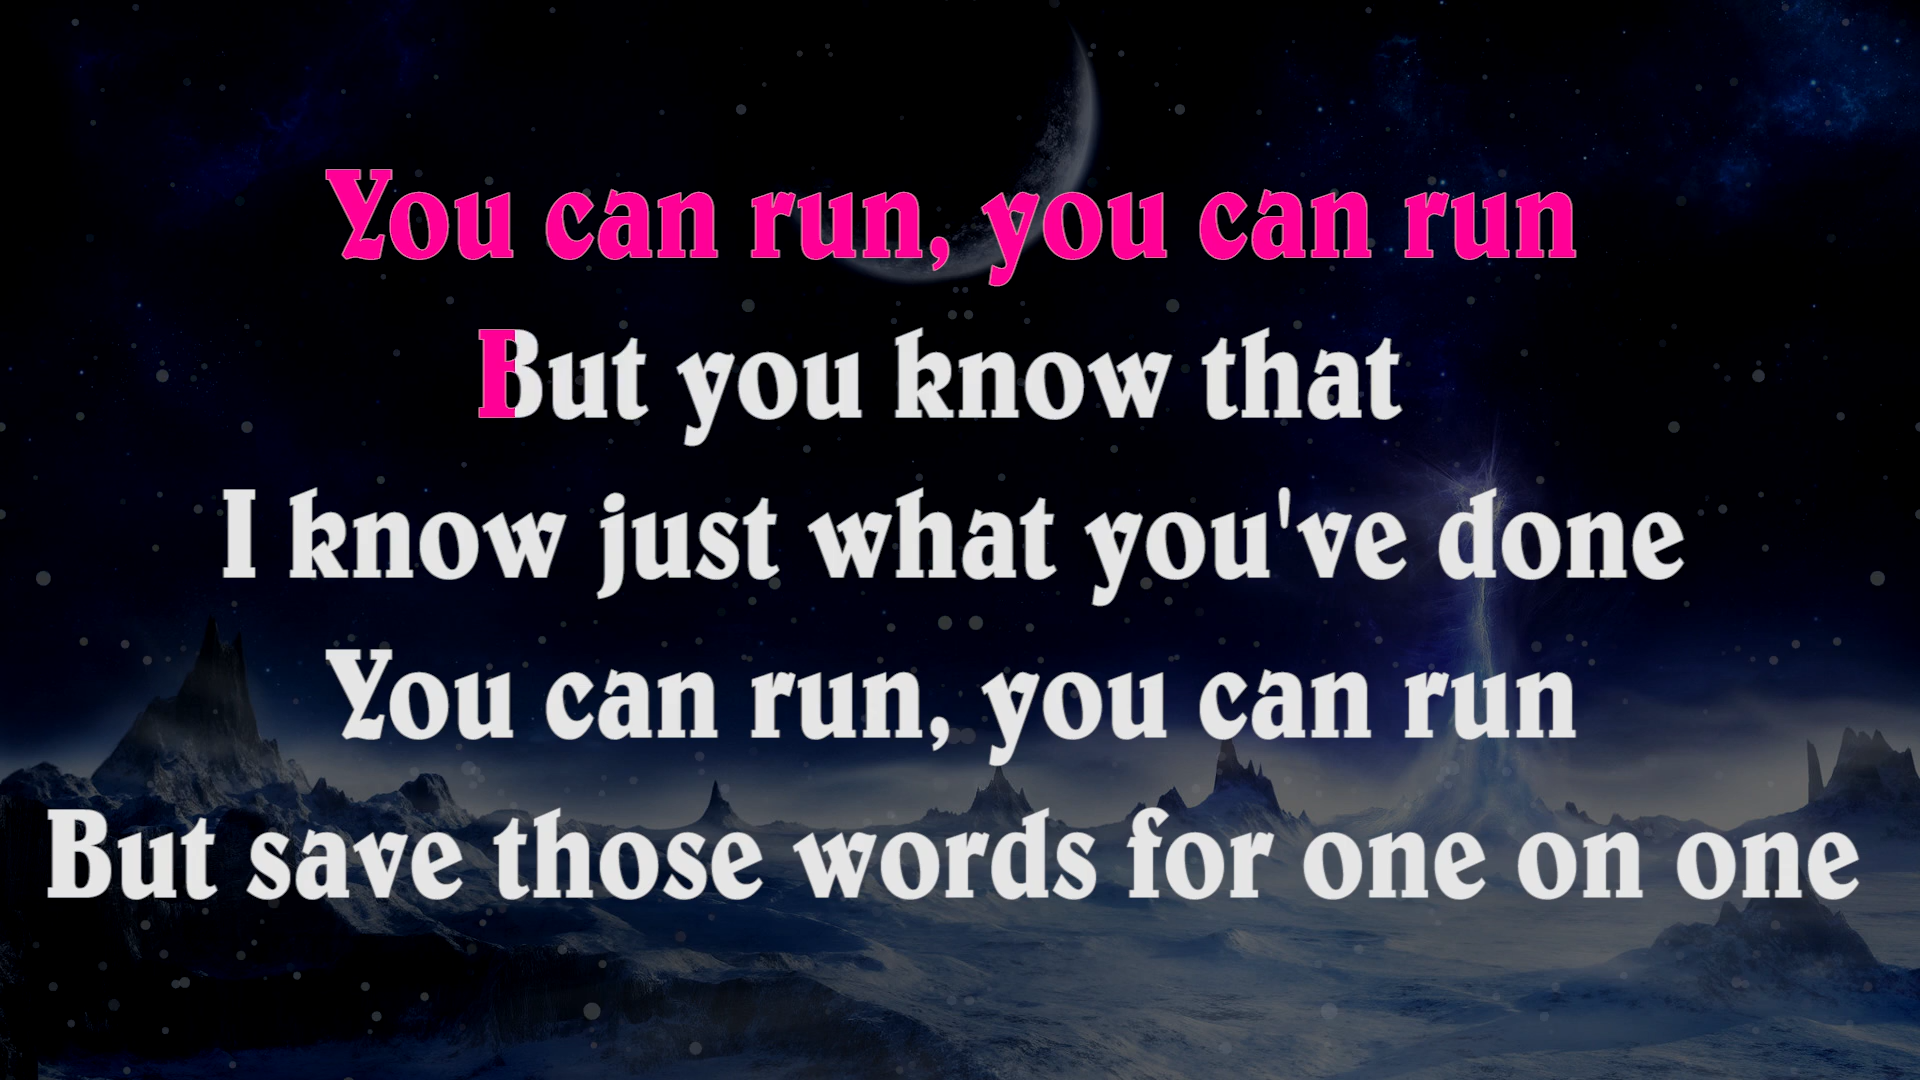 You can run, you can run
But you know that
I know just what you've done
You can run, you can run
But save those words for one on one